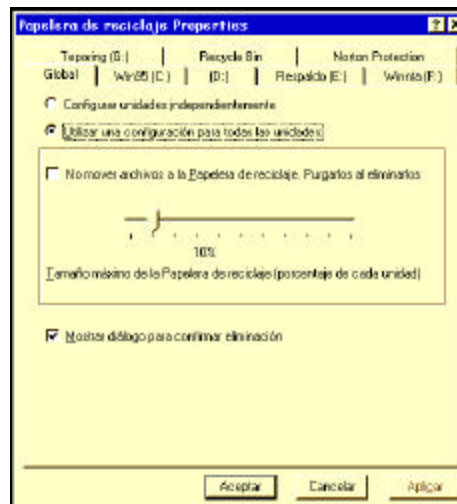 Papelera de reciclaje Properties
Teporing (G:) Recycle Bin Norton Protection
Global Win95 (C:) (D:) Respaldo (E:) Winnta (F:)
Configurar unidades independientemente
Utilizar una configuración para todas las unidades:
No mover archivos a la Papelera de reciclaje. Purgarlos al eliminarlos
10%
Tamaño máximo de la Papelera de reciclaje (porcentaje de cada unidad)
Mostrar diálogo para confirmar eliminación
Aceptar Cancelar Aplicar